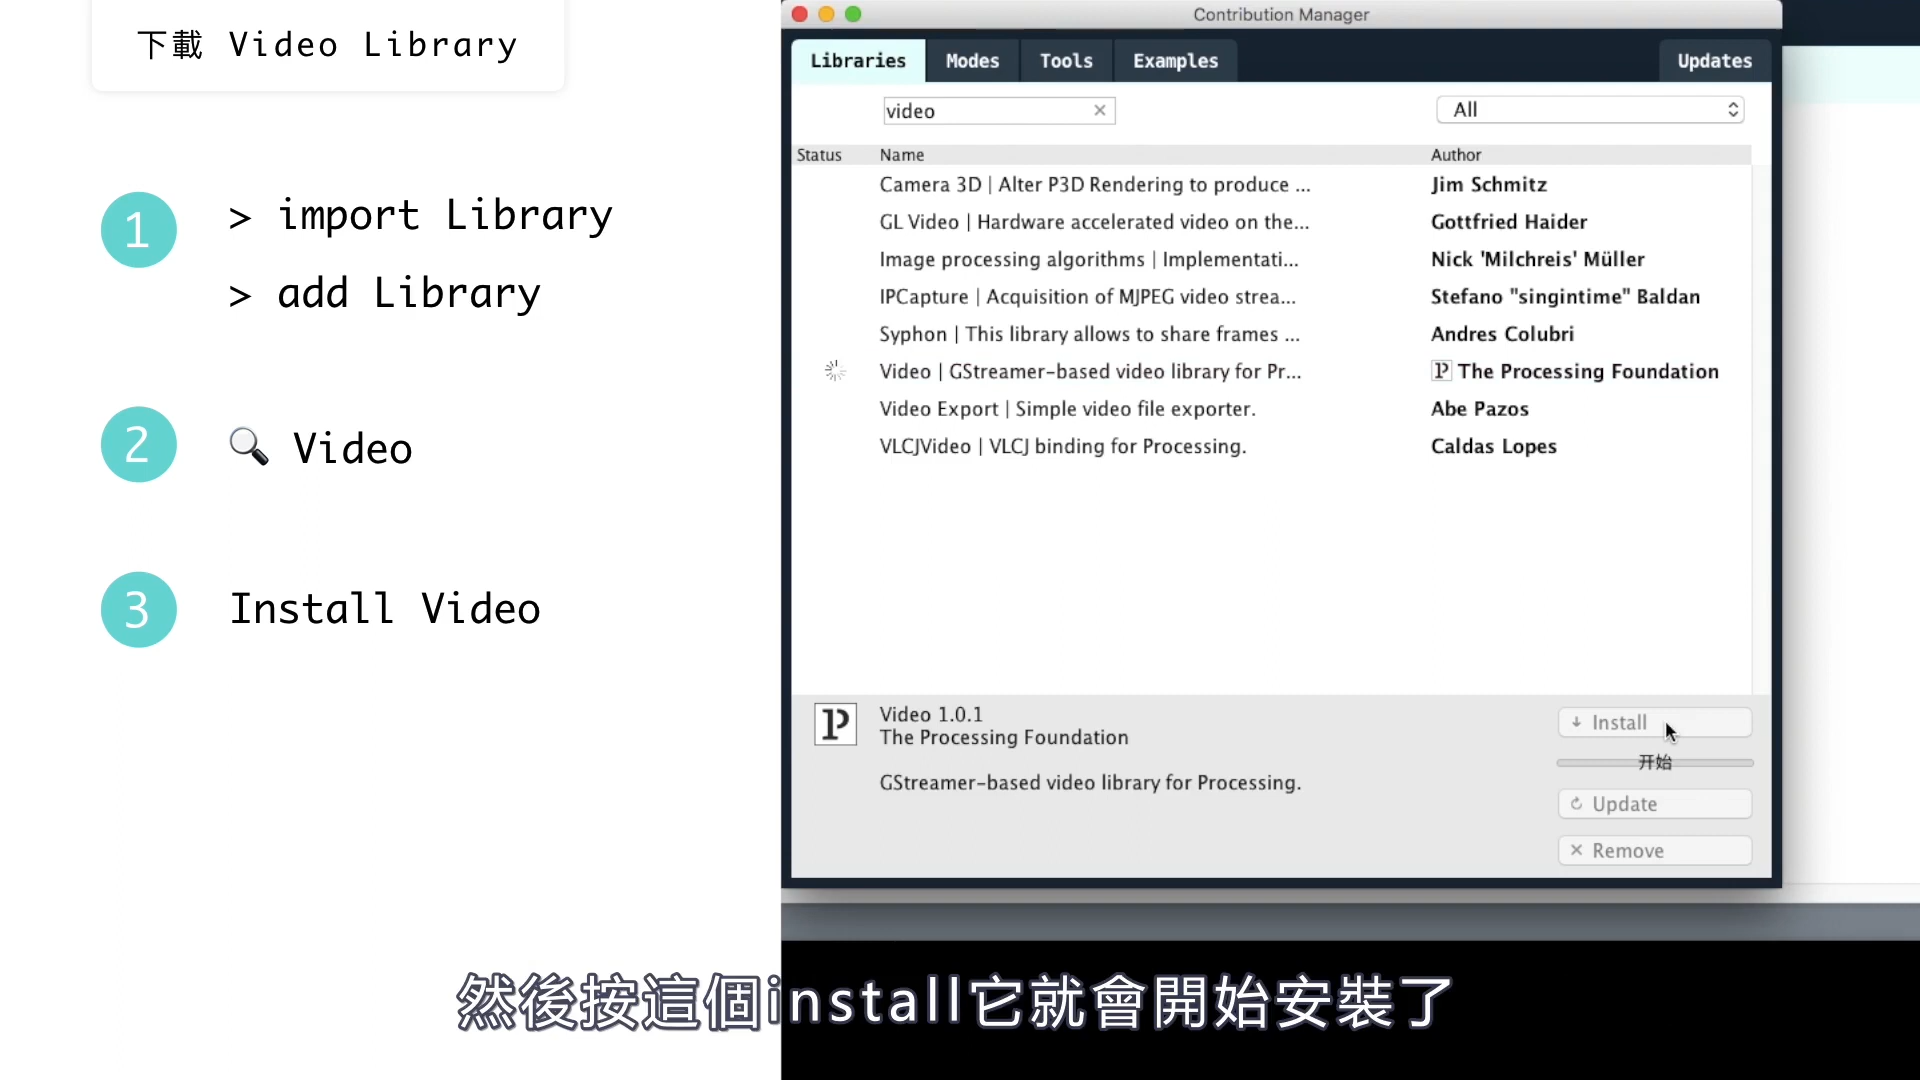 下載 Video Library
1
> import Library
> add Library
2
🔍 Video
3
Install Video
Contribution Manager
Libraries Modes Tools Examples Updates
video × All
Status Name Author
Camera 3D | Alter P3D Rendering to produce ... Jim Schmitz
GL Video | Hardware accelerated video on the... Gottfried Haider
Image processing algorithms | Implementati... Nick 'Milchreis' Müller
IPCapture | Acquisition of MJPEG video strea... Stefano "singintime" Baldan
Syphon | This library allows to share frames ... Andres Colubri
Video | GStreamer-based video library for Pr... P The Processing Foundation
Video Export | Simple video file exporter. Abe Pazos
VLCJVideo | VLCJ binding for Processing. Caldas Lopes
P
Video 1.0.1
The Processing Foundation
GStreamer-based video library for Processing.
↓ Install
开始
Update
× Remove
然後按這個install它就會開始安裝了